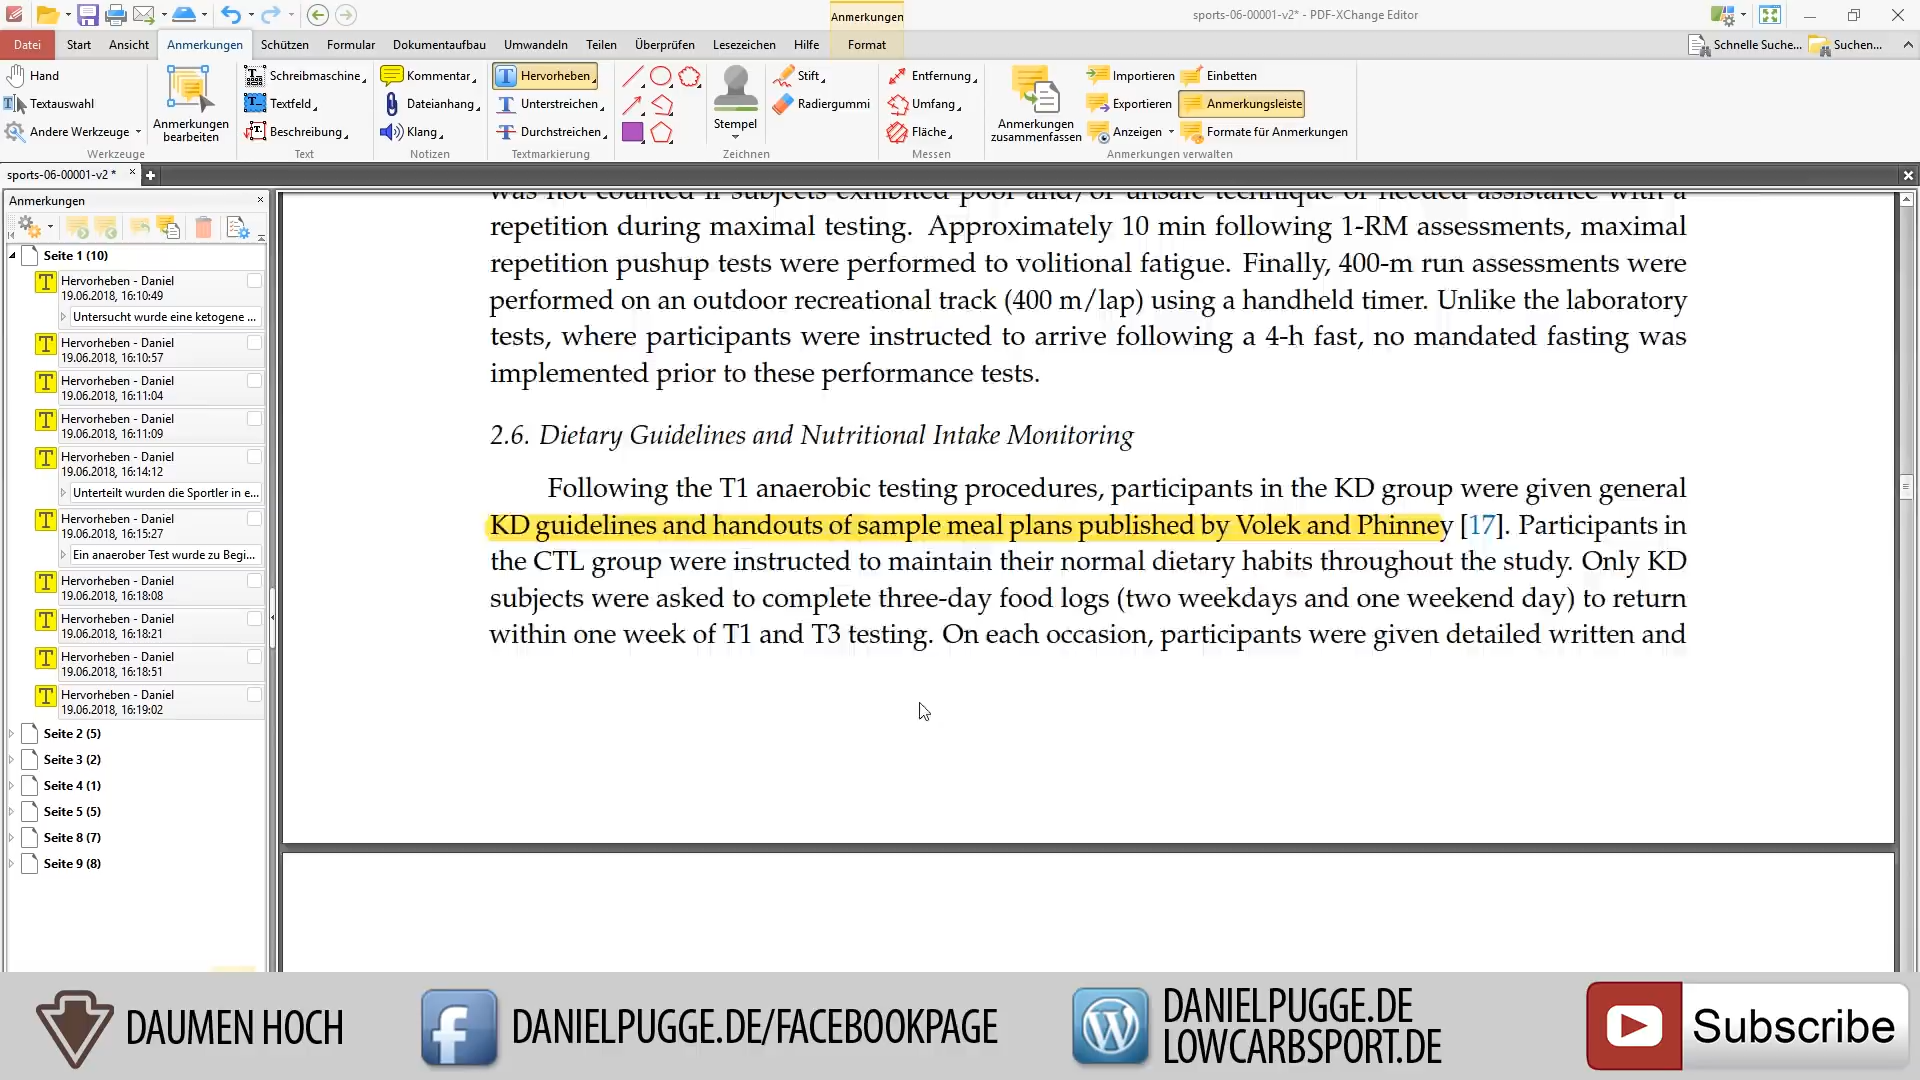 Anmerkungen
sports-06-00001-v2* - PDF-XChange Editor
Datei Start Ansicht Anmerkungen Schützen Formular Dokumentaufbau Umwandeln Teilen Überprüfen Lesezeichen Hilfe Format Schnelle Suche... Suchen...
Hand
Textauswahl
Andere Werkzeuge
Werkzeuge
Anmerkungen
bearbeiten
Schreibmaschine
Textfeld
Beschreibung
Text
Kommentar
Dateianhang
Klang
Notizen
Hervorheben
Unterstreichen
Durchstreichen
Textmarkierung
Stift
Radiergummi
Stempel
Zeichnen
Entfernung
Umfang
Fläche
Messen
Anmerkungen
zusammenfassen
Importieren
Exportieren
Anzeigen
Einbetten
Anmerkungsleiste
Formate für Anmerkungen
Anmerkungen verwalten
sports-06-00001-v2 *
Anmerkungen
Seite 1 (10)
Hervorheben - Daniel
19.06.2018, 16:10:49
Untersucht wurde eine ketogene ...
Hervorheben - Daniel
19.06.2018, 16:10:57
Hervorheben - Daniel
19.06.2018, 16:11:04
Hervorheben - Daniel
19.06.2018, 16:11:09
Hervorheben - Daniel
19.06.2018, 16:14:12
Unterteilt wurden die Sportler in e...
Hervorheben - Daniel
19.06.2018, 16:15:27
Ein anaerober Test wurde zu Begi...
Hervorheben - Daniel
19.06.2018, 16:18:08
Hervorheben - Daniel
19.06.2018, 16:18:21
Hervorheben - Daniel
19.06.2018, 16:18:51
Hervorheben - Daniel
19.06.2018, 16:19:02
Seite 2 (5)
Seite 3 (2)
Seite 4 (1)
Seite 5 (5)
Seite 8 (7)
Seite 9 (8)
was not counted if subjects exhibited poor and/or unsafe technique or needed assistance with a
repetition during maximal testing. Approximately 10 min following 1-RM assessments, maximal
repetition pushup tests were performed to volitional fatigue. Finally, 400-m run assessments were
performed on an outdoor recreational track (400 m/lap) using a handheld timer. Unlike the laboratory
tests, where participants were instructed to arrive following a 4-h fast, no mandated fasting was
implemented prior to these performance tests.
2.6. Dietary Guidelines and Nutritional Intake Monitoring
Following the T1 anaerobic testing procedures, participants in the KD group were given general
KD guidelines and handouts of sample meal plans published by Volek and Phinney [17]. Participants in
the CTL group were instructed to maintain their normal dietary habits throughout the study. Only KD
subjects were asked to complete three-day food logs (two weekdays and one weekend day) to return
within one week of T1 and T3 testing. On each occasion, participants were given detailed written and
DAUMEN HOCH
DANIELPUGGE.DE/FACEBOOKPAGE
DANIELPUGGE.DE
LOWCARBSPORT.DE
Subscribe